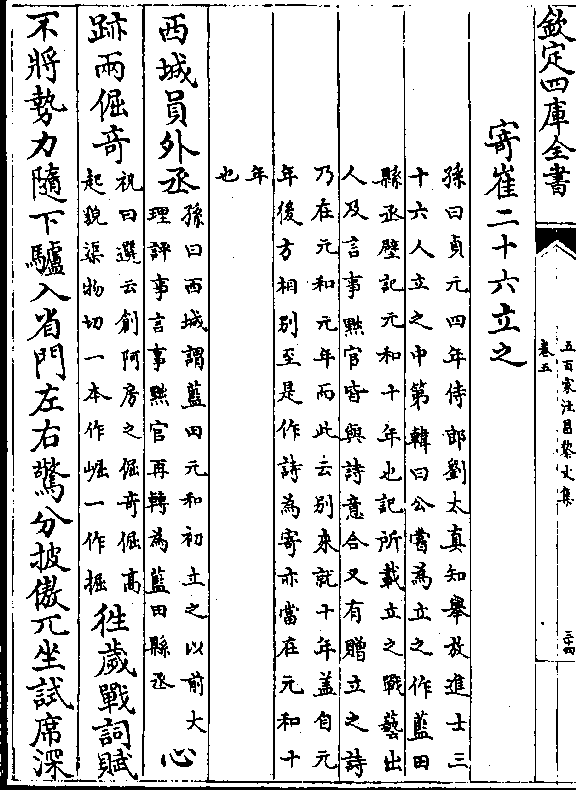 欽定四庫全書
五百家注昌黎文集
卷五
二十四
寄崔二十六立之
孫曰貞元四年侍郎劉太真知舉放進士三
十六人立之中第韓曰公嘗為立之作藍田
縣丞壁記元和十年也記所載立之戰藝出
人及言事黜官皆與詩意合又有贈立之詩
乃在元和元年而此云別來就十年蓋自元
年後方相別至是作詩為寄亦當在元和十
年
也
西城員外丞
孫曰西城謂藍田元和初立之以前大
理評事言事黜官再轉為藍田縣丞
心
跡兩倔奇
祝曰選云創阿房之倔奇倔高
起貌渠物切一本作崛一作掘
徃歲戰詞賦
不將勢力隨下驢入省門左右驚分披傲兀坐試席深